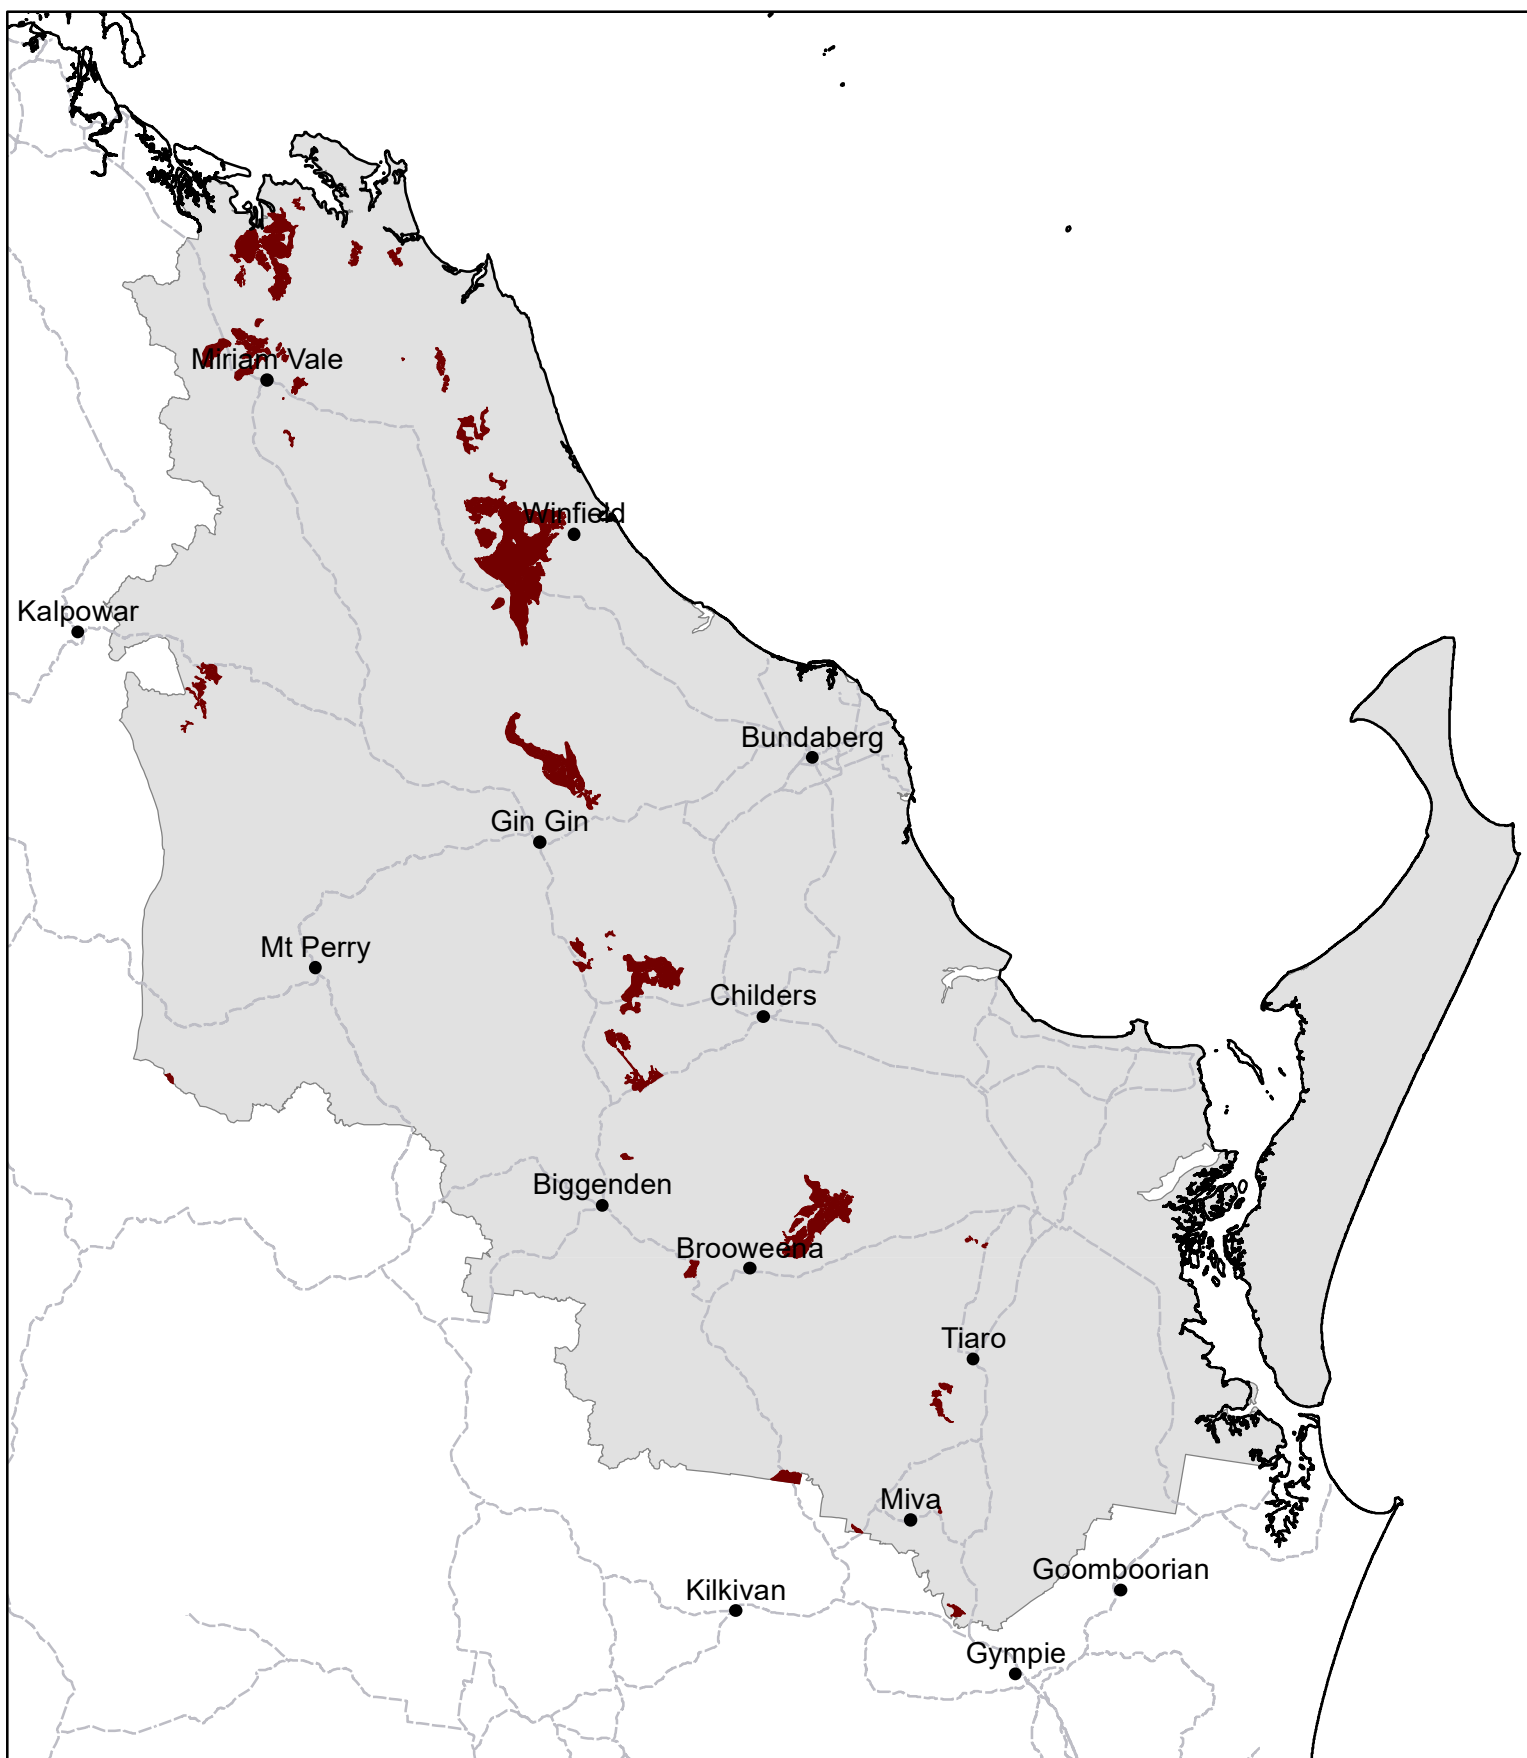 Miriam Vale
Winfield
Kalpowar
Bundaberg
Gin Gin
Mt Perry
Childers
Biggenden
Brooweena
Tiaro
Miva
Goomboorian
Kilkivan
Gympie